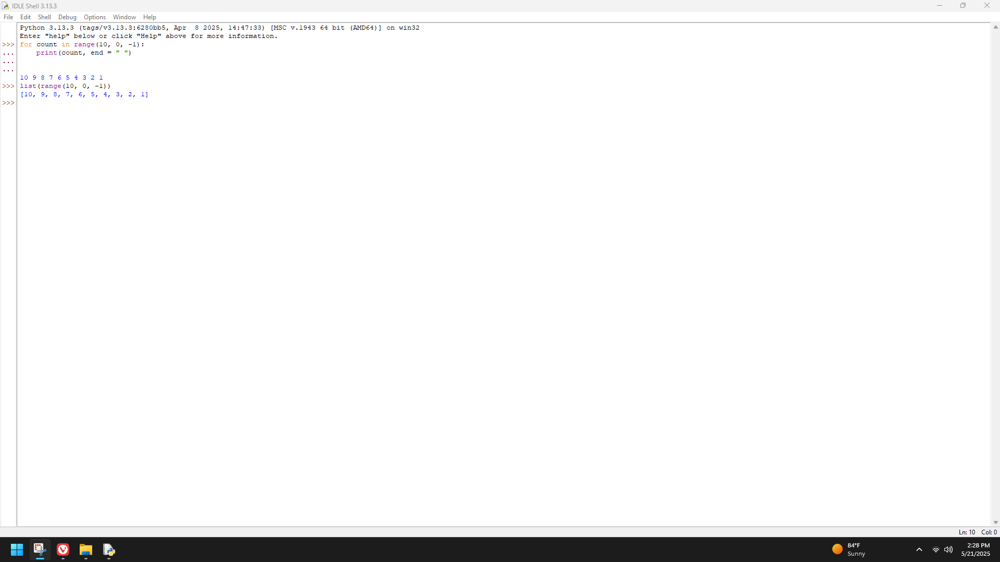 IDLE Shell 3.13.3
File Edit Shell Debug Options Window Help
Python 3.13.3 (tags/v3.13.3:6280bb5, Apr  8 2025, 14:47:33) [MSC v.1943 64 bit (AMD64)] on win32
Enter "help" below or click "Help" above for more information.
>>> for count in range(10, 0, -1):
...     print(count, end = " ")
...
...
10 9 8 7 6 5 4 3 2 1
>>> list(range(10, 0, -1))
[10, 9, 8, 7, 6, 5, 4, 3, 2, 1]
>>>
Ln: 10 Col: 0
84°F
Sunny
2:28 PM
5/21/2025